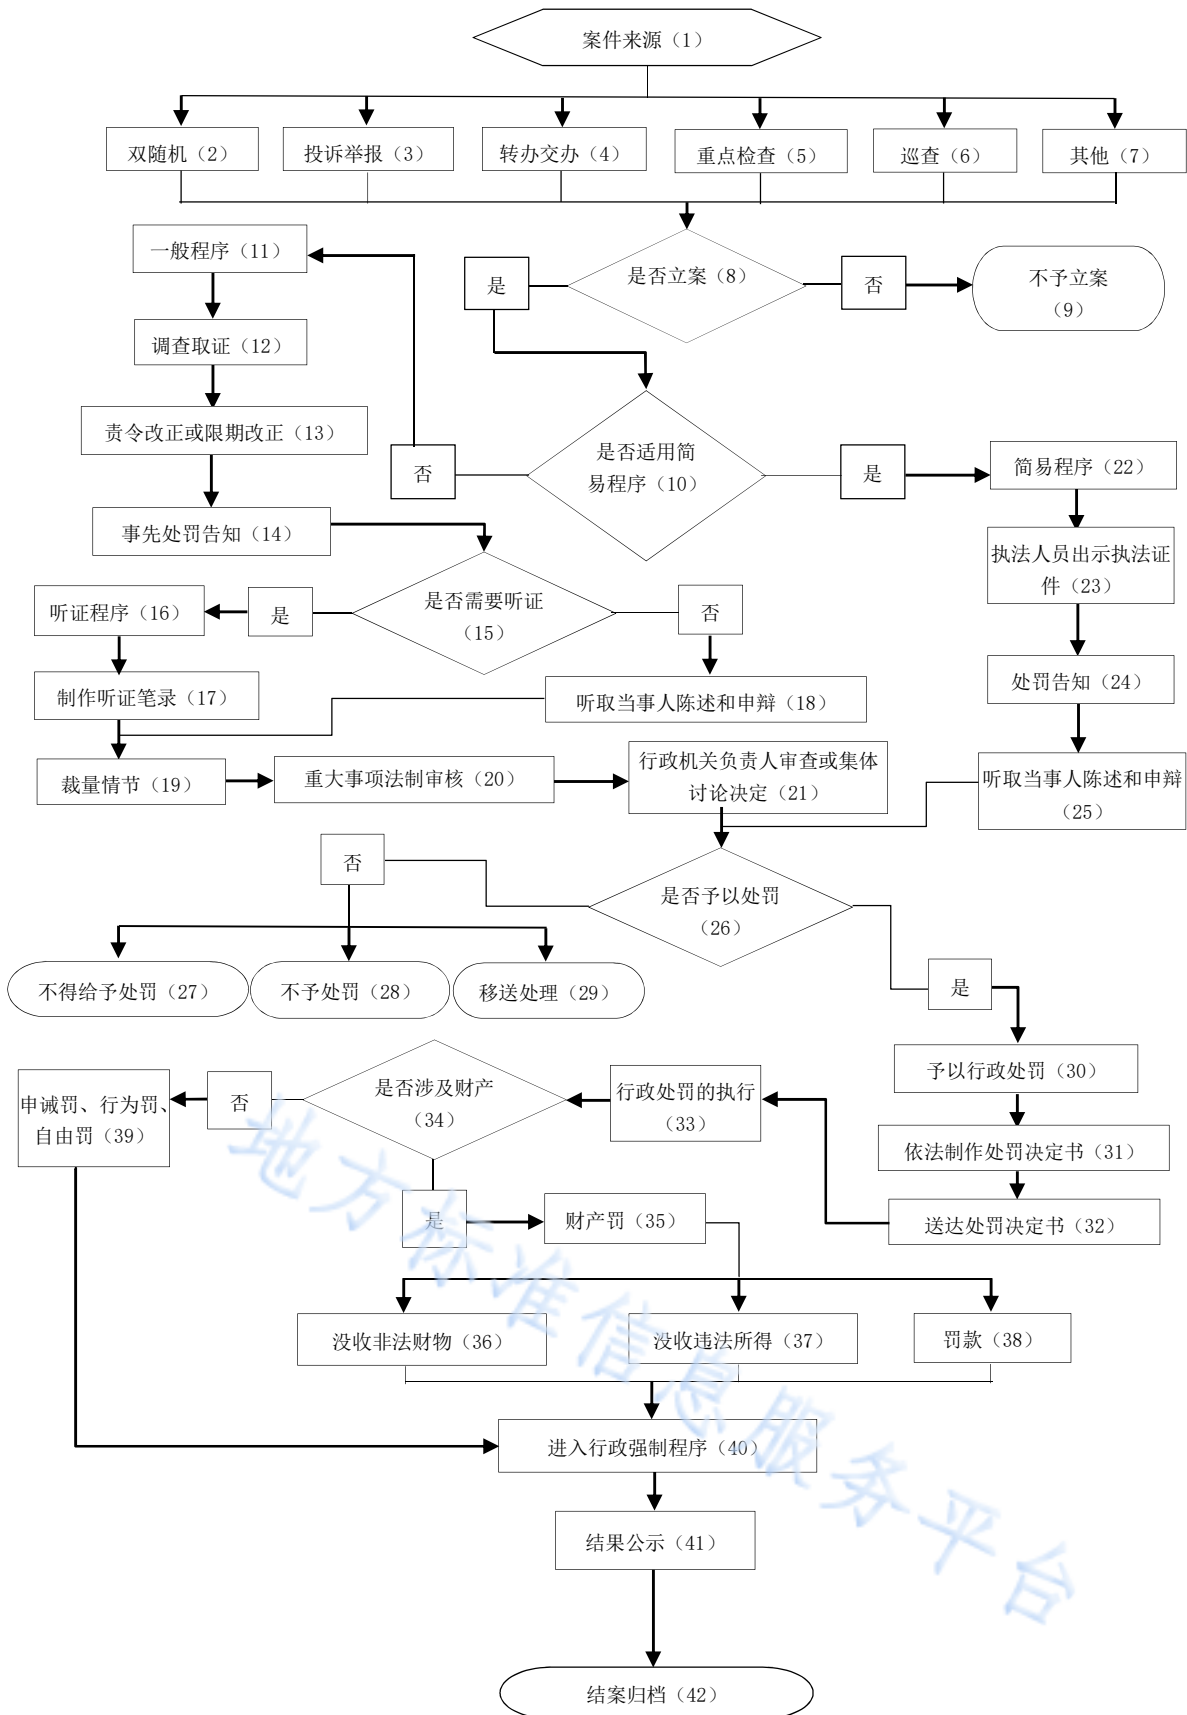 案件来源（1）
双随机（2）
投诉举报（3）
转办交办（4）
重点检查（5）
巡查（6）
其他（7）
一般程序（11）
是
是否立案（8）
否
不予立案
（9）
调查取证（12）
责令改正或限期改正（13）
否
是否适用简
易程序（10）
是
简易程序（22）
事先处罚告知（14）
执法人员出示执法证
件（23）
听证程序（16）
是
是否需要听证
（15）
否
制作听证笔录（17）
听取当事人陈述和申辩（18）
处罚告知（24）
裁量情节（19）
重大事项法制审核（20）
行政机关负责人审查或集体
讨论决定（21）
听取当事人陈述和申辩
（25）
否
是否予以处罚
（26）
不得给予处罚（27）
不予处罚（28）
移送处理（29）
是
予以行政处罚（30）
申诫罚、行为罚、
自由罚（39）
否
是否涉及财产
（34）
行政处罚的执行
（33）
依法制作处罚决定书（31）
是
财产罚（35）
送达处罚决定书（32）
没收非法财物（36）
没收违法所得（37）
罚款（38）
进入行政强制程序（40）
结果公示（41）
结案归档（42）
地方标准信息服务平台